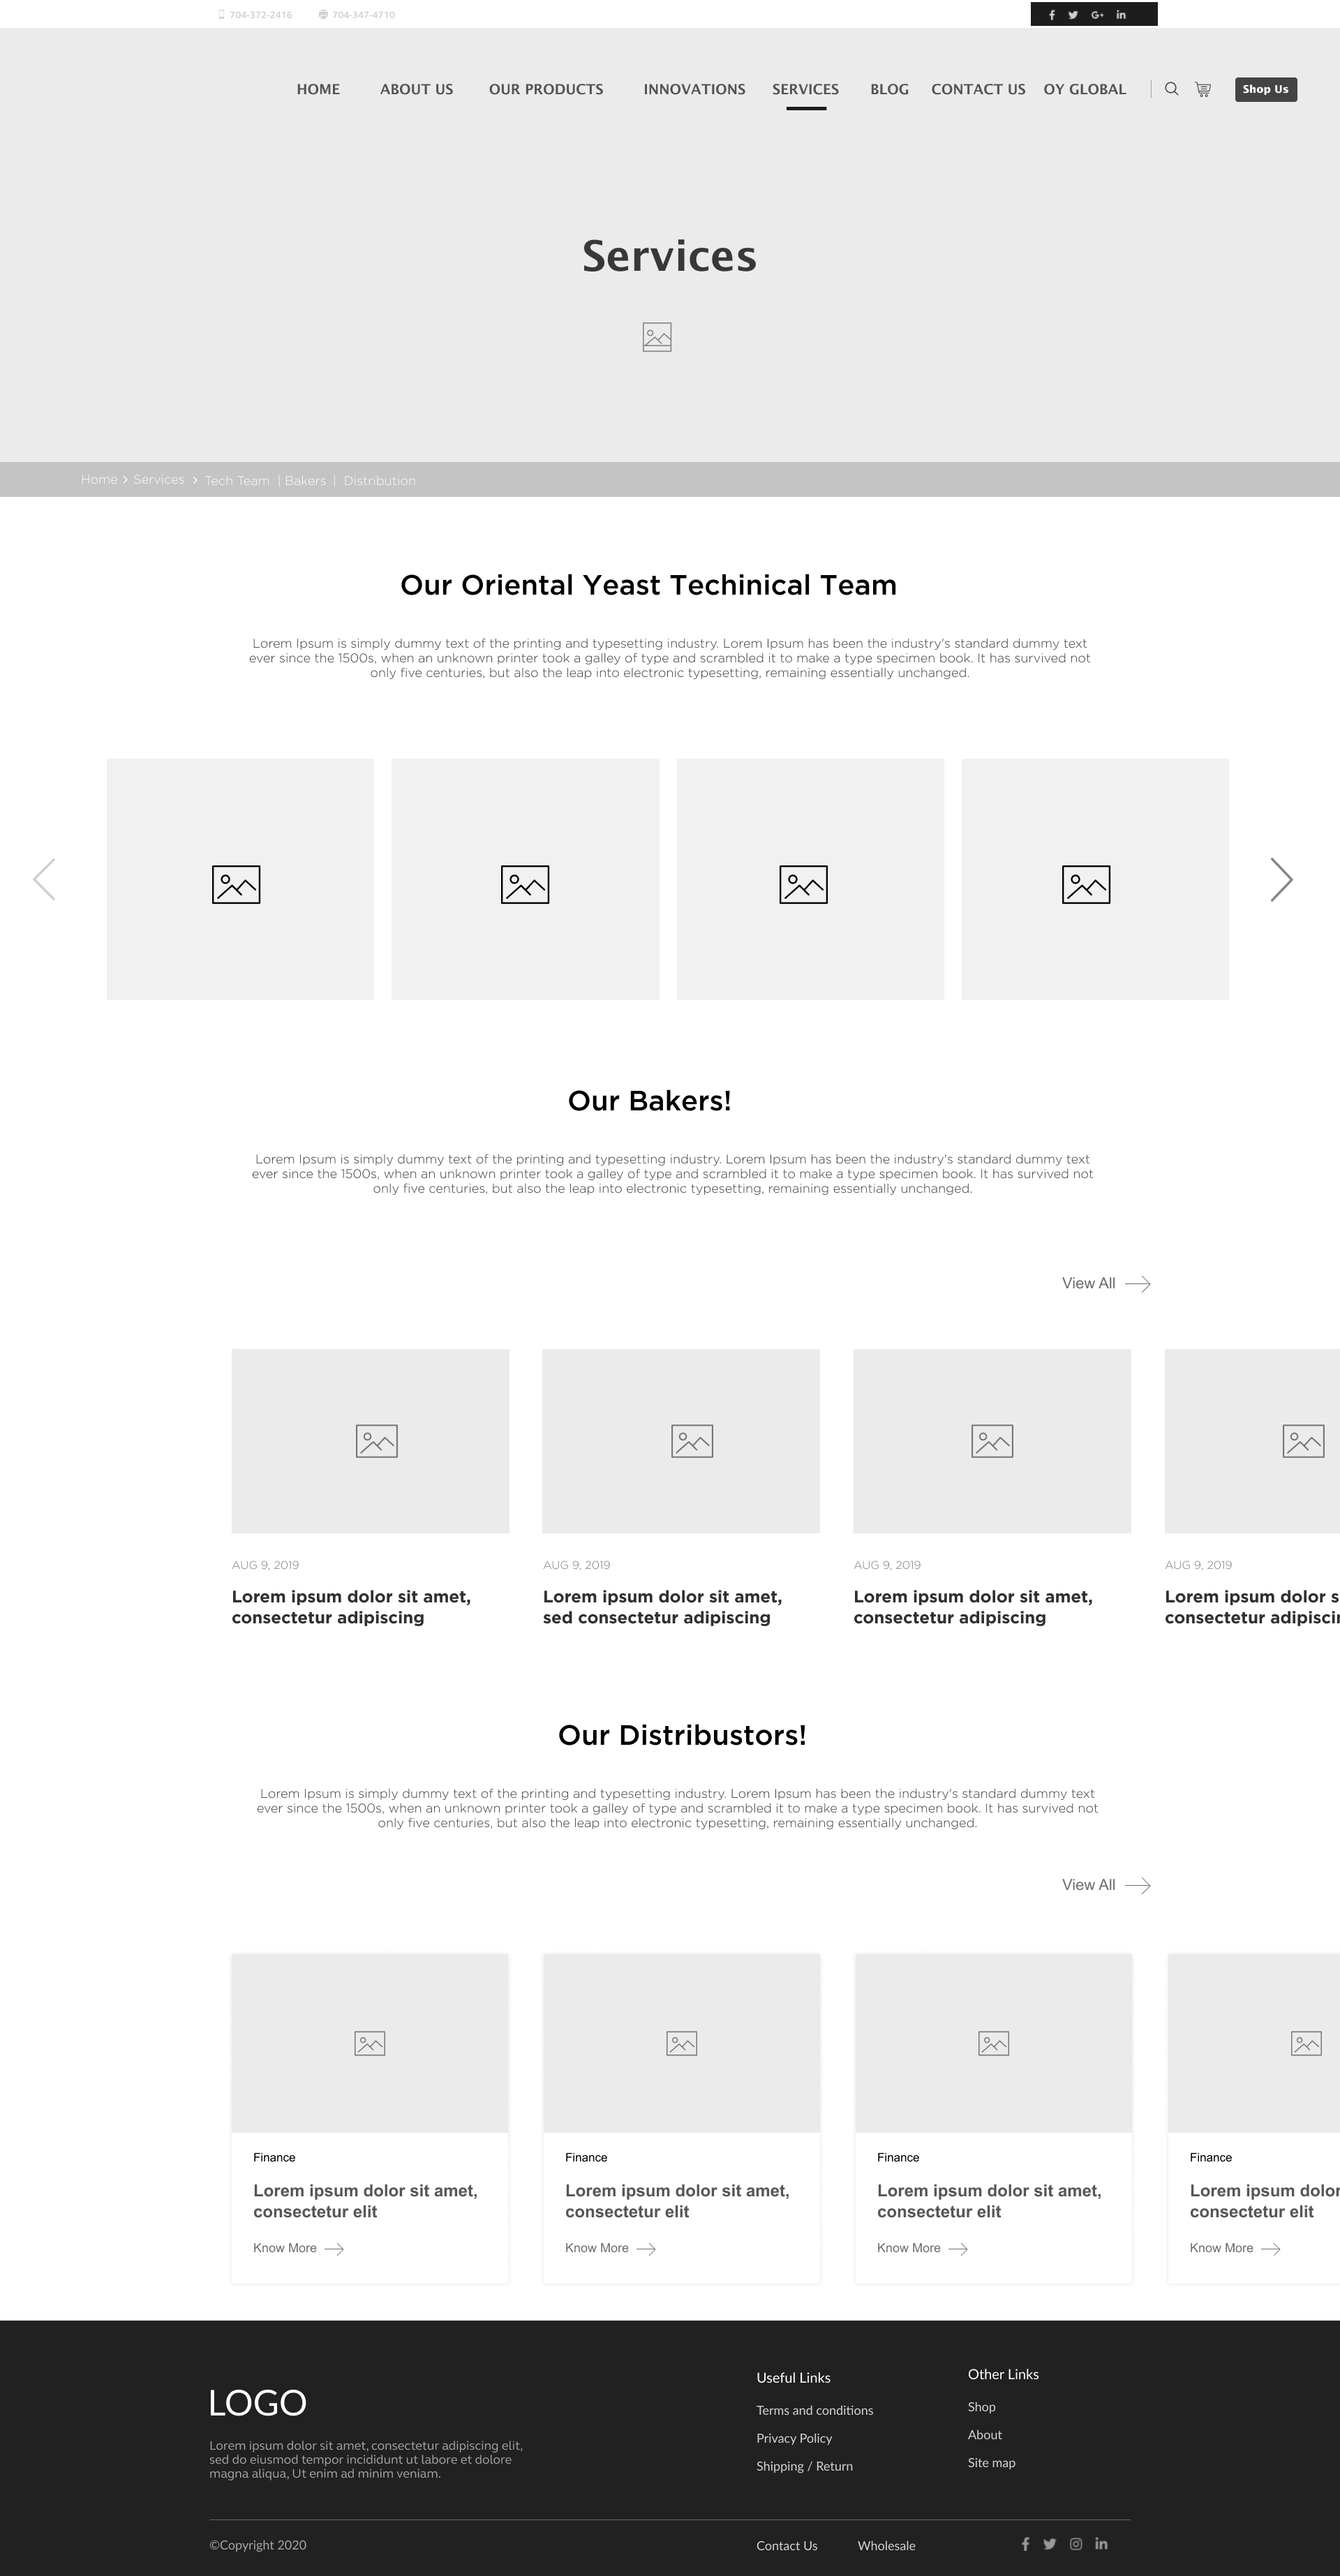 704-372-2416 704-347-4710
HOME ABOUT US OUR PRODUCTS INNOVATIONS SERVICES BLOG CONTACT US OY GLOBAL Shop Us
Services
Home > Services > Tech Team | Bakers | Distribution
Our Oriental Yeast Techinical Team
Lorem Ipsum is simply dummy text of the printing and typesetting industry. Lorem Ipsum has been the industry's standard dummy text
ever since the 1500s, when an unknown printer took a galley of type and scrambled it to make a type specimen book. It has survived not
only five centuries, but also the leap into electronic typesetting, remaining essentially unchanged.
Our Bakers!
Lorem Ipsum is simply dummy text of the printing and typesetting industry. Lorem Ipsum has been the industry's standard dummy text
ever since the 1500s, when an unknown printer took a galley of type and scrambled it to make a type specimen book. It has survived not
only five centuries, but also the leap into electronic typesetting, remaining essentially unchanged.
View All
AUG 9, 2019
Lorem ipsum dolor sit amet,
consectetur adipiscing
AUG 9, 2019
Lorem ipsum dolor sit amet,
sed consectetur adipiscing
AUG 9, 2019
Lorem ipsum dolor sit amet,
consectetur adipiscing
AUG 9, 2019
Lorem ipsum dolor s
consectetur adipiscin
Our Distribustors!
Lorem Ipsum is simply dummy text of the printing and typesetting industry. Lorem Ipsum has been the industry's standard dummy text
ever since the 1500s, when an unknown printer took a galley of type and scrambled it to make a type specimen book. It has survived not
only five centuries, but also the leap into electronic typesetting, remaining essentially unchanged.
View All
Finance
Lorem ipsum dolor sit amet,
consectetur elit
Know More
Finance
Lorem ipsum dolor sit amet,
consectetur elit
Know More
Finance
Lorem ipsum dolor sit amet,
consectetur elit
Know More
Finance
Lorem ipsum dolor
consectetur elit
Know More
LOGO
Lorem ipsum dolor sit amet, consectetur adipiscing elit,
sed do eiusmod tempor incididunt ut labore et dolore
magna aliqua, Ut enim ad minim veniam.
Useful Links
Terms and conditions
Privacy Policy
Shipping / Return
Other Links
Shop
About
Site map
©Copyright 2020
Contact Us
Wholesale